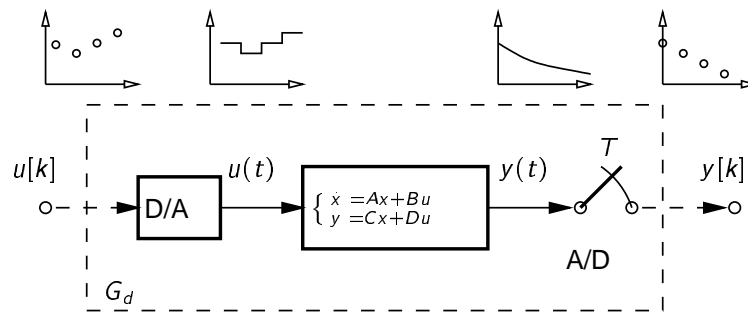 u[k]
D/A
u(t)
ẋ =Ax+Bu
y =Cx+Du
y(t)
T
y[k]
A/D
G_d